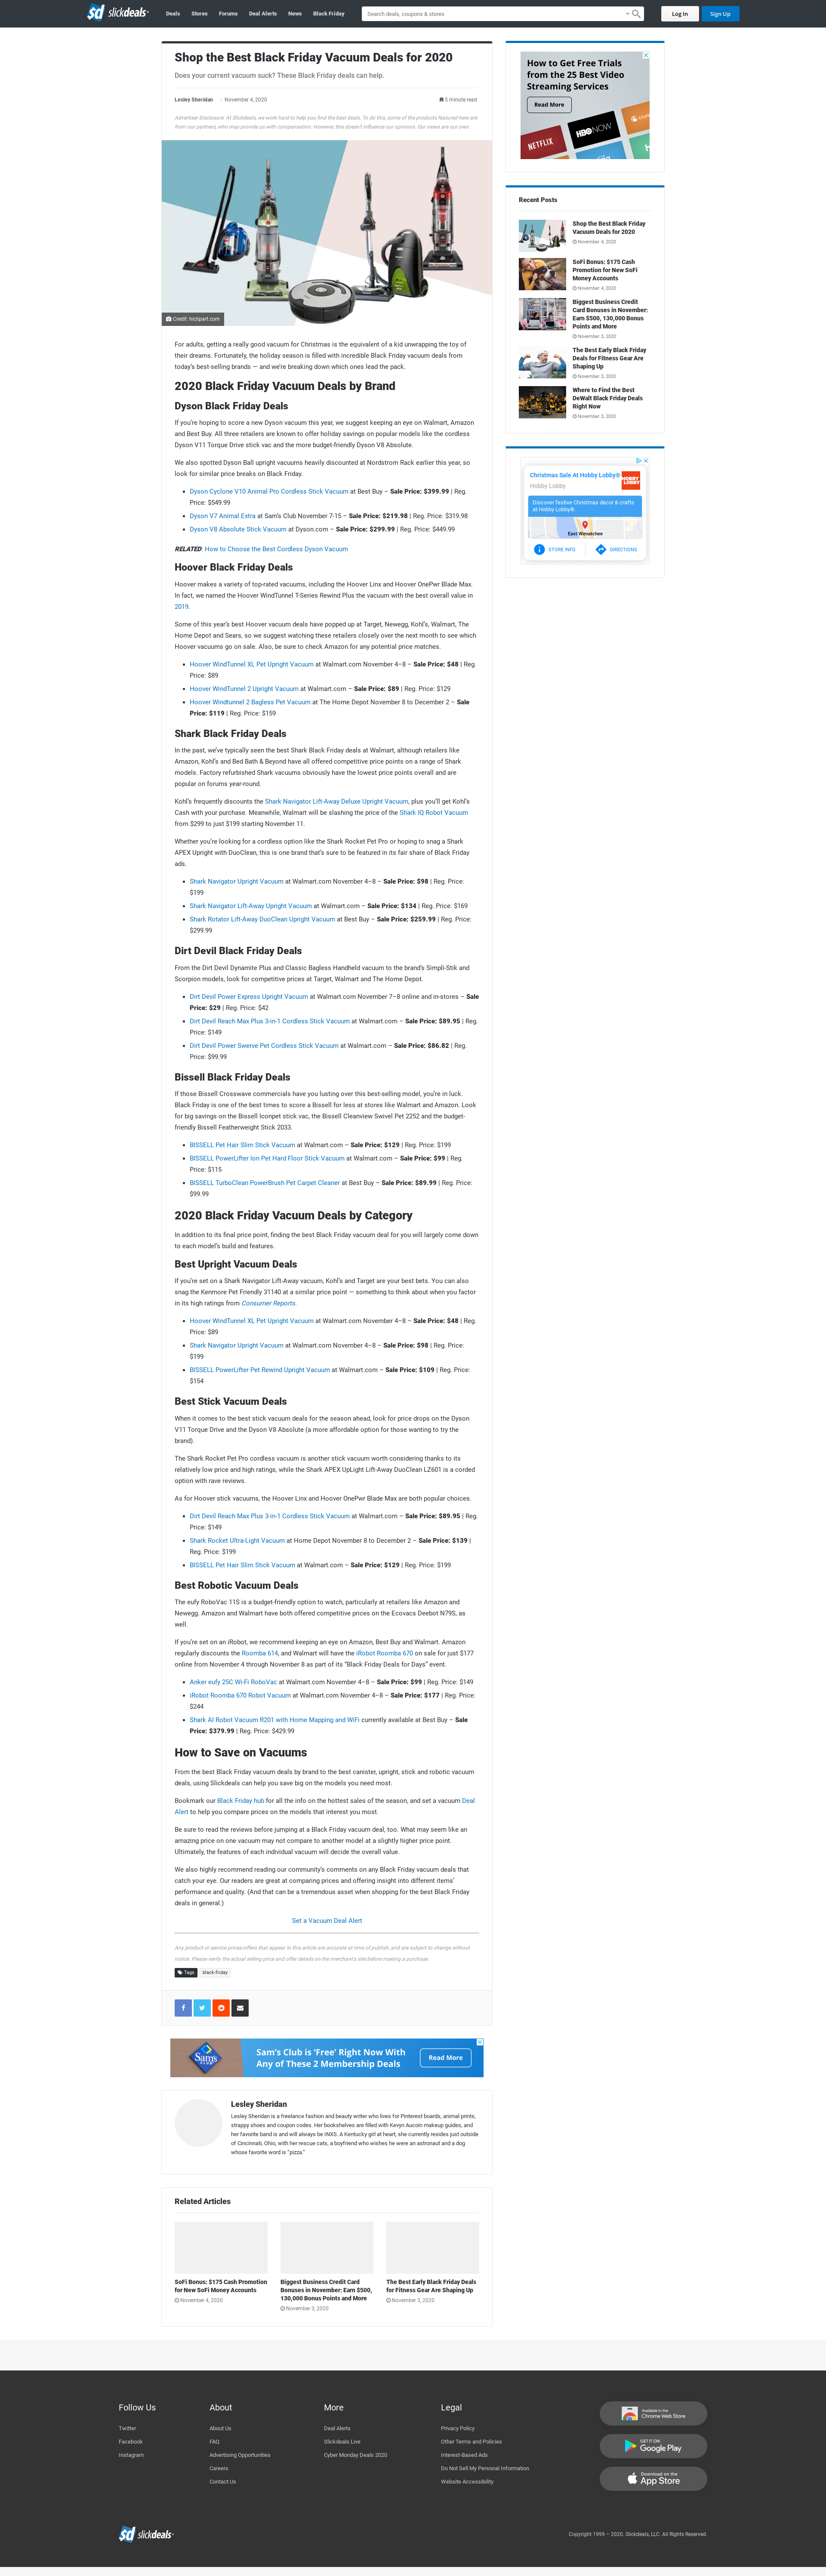 slickdeals
Deals
Stores
Forums
Deal Alerts
News
Black Friday
Search deals, coupons & stores
Log In
Sign Up
Shop the Best Black Friday Vacuum Deals for 2020
Does your current vacuum suck? These Black Friday deals can help.
Lesley Sheridan
November 4, 2020
5 minute read
Advertiser Disclosure: At Slickdeals, we work hard to help you find the best deals. To do this, some of the products featured here are
from our partners, who may provide us with compensation. However, this doesn't influence our opinions. Our views are our own.
Credit: hiclipart.com
For adults, getting a really good vacuum for Christmas is the equivalent of a kid unwrapping the toy of
their dreams. Fortunately, the holiday season is filled with incredible Black Friday vacuum deals from
today's best-selling brands — and we're breaking down which ones lead the pack.
2020 Black Friday Vacuum Deals by Brand
Dyson Black Friday Deals
If you're hoping to score a new Dyson vacuum this year, we suggest keeping an eye on Walmart, Amazon
and Best Buy. All three retailers are known to offer holiday savings on popular models like the cordless
Dyson V11 Torque Drive stick vac and the more budget-friendly Dyson V8 Absolute.
We also spotted Dyson Ball upright vacuums heavily discounted at Nordstrom Rack earlier this year, so
look for similar price breaks on Black Friday.
• Dyson Cyclone V10 Animal Pro Cordless Stick Vacuum at Best Buy – Sale Price: $399.99 | Reg.
Price: $549.99
• Dyson V7 Animal Extra at Sam's Club November 7-15 – Sale Price: $219.98 | Reg. Price: $319.98
• Dyson V8 Absolute Stick Vacuum at Dyson.com – Sale Price: $299.99 | Reg. Price: $449.99
RELATED: How to Choose the Best Cordless Dyson Vacuum
Hoover Black Friday Deals
Hoover makes a variety of top-rated vacuums, including the Hoover Linx and Hoover OnePwr Blade Max.
In fact, we named the Hoover WindTunnel T-Series Rewind Plus the vacuum with the best overall value in
2019.
Some of this year's best Hoover vacuum deals have popped up at Target, Newegg, Kohl's, Walmart, The
Home Depot and Sears, so we suggest watching these retailers closely over the next month to see which
Hoover vacuums go on sale. Also, be sure to check Amazon for any potential price matches.
• Hoover WindTunnel XL Pet Upright Vacuum at Walmart.com November 4–8 – Sale Price: $48 | Reg.
Price: $89
• Hoover WindTunnel 2 Upright Vacuum at Walmart.com – Sale Price: $89 | Reg. Price: $129
• Hoover Windtunnel 2 Bagless Pet Vacuum at The Home Depot November 8 to December 2 – Sale
Price: $119 | Reg. Price: $159
Shark Black Friday Deals
In the past, we've typically seen the best Shark Black Friday deals at Walmart, although retailers like
Amazon, Kohl's and Bed Bath & Beyond have all offered competitive price points on a range of Shark
models. Factory refurbished Shark vacuums obviously have the lowest price points overall and are
popular on forums year-round.
Kohl's frequently discounts the Shark Navigator Lift-Away Deluxe Upright Vacuum, plus you'll get Kohl's
Cash with your purchase. Meanwhile, Walmart will be slashing the price of the Shark IQ Robot Vacuum
from $299 to just $199 starting November 11.
Whether you're looking for a cordless option like the Shark Rocket Pet Pro or hoping to snag a Shark
APEX Upright with DuoClean, this is one brand that's sure to be featured in its fair share of Black Friday
ads.
• Shark Navigator Upright Vacuum at Walmart.com November 4–8 – Sale Price: $98 | Reg. Price:
$199
• Shark Navigator Lift-Away Upright Vacuum at Walmart.com – Sale Price: $134 | Reg. Price: $169
• Shark Rotator Lift-Away DuoClean Upright Vacuum at Best Buy – Sale Price: $259.99 | Reg. Price:
$299.99
Dirt Devil Black Friday Deals
From the Dirt Devil Dynamite Plus and Classic Bagless Handheld vacuum to the brand's Simpli-Stik and
Scorpion models, look for competitive prices at Target, Walmart and The Home Depot.
• Dirt Devil Power Express Upright Vacuum at Walmart.com November 7–8 online and in-stores – Sale
Price: $29 | Reg. Price: $42
• Dirt Devil Reach Max Plus 3-in-1 Cordless Stick Vacuum at Walmart.com – Sale Price: $89.95 | Reg.
Price: $149
• Dirt Devil Power Swerve Pet Cordless Stick Vacuum at Walmart.com – Sale Price: $86.82 | Reg.
Price: $99.99
Bissell Black Friday Deals
If those Bissell Crosswave commercials have you lusting over this best-selling model, you're in luck.
Black Friday is one of the best times to score a Bissell for less at stores like Walmart and Amazon. Look
for big savings on the Bissell Iconpet stick vac, the Bissell Cleanview Swivel Pet 2252 and the budget-
friendly Bissell Featherweight Stick 2033.
• BISSELL Pet Hair Slim Stick Vacuum at Walmart.com – Sale Price: $129 | Reg. Price: $199
• BISSELL PowerLifter Ion Pet Hard Floor Stick Vacuum at Walmart.com – Sale Price: $99 | Reg.
Price: $115
• BISSELL TurboClean PowerBrush Pet Carpet Cleaner at Best Buy – Sale Price: $89.99 | Reg. Price:
$99.99
2020 Black Friday Vacuum Deals by Category
In addition to its final price point, finding the best Black Friday vacuum deal for you will largely come down
to each model's build and features.
Best Upright Vacuum Deals
If you're set on a Shark Navigator Lift-Away vacuum, Kohl's and Target are your best bets. You can also
snag the Kenmore Pet Friendly 31140 at a similar price point — something to think about when you factor
in its high ratings from Consumer Reports.
• Hoover WindTunnel XL Pet Upright Vacuum at Walmart.com November 4–8 – Sale Price: $48 | Reg.
Price: $89
• Shark Navigator Upright Vacuum at Walmart.com November 4–8 – Sale Price: $98 | Reg. Price:
$199
• BISSELL PowerLifter Pet Rewind Upright Vacuum at Walmart.com – Sale Price: $109 | Reg. Price:
$154
Best Stick Vacuum Deals
When it comes to the best stick vacuum deals for the season ahead, look for price drops on the Dyson
V11 Torque Drive and the Dyson V8 Absolute (a more affordable option for those wanting to try the
brand).
The Shark Rocket Pet Pro cordless vacuum is another stick vacuum worth considering thanks to its
relatively low price and high ratings, while the Shark APEX UpLight Lift-Away DuoClean LZ601 is a corded
option with rave reviews.
As for Hoover stick vacuums, the Hoover Linx and Hoover OnePwr Blade Max are both popular choices.
• Dirt Devil Reach Max Plus 3-in-1 Cordless Stick Vacuum at Walmart.com – Sale Price: $89.95 | Reg.
Price: $149
• Shark Rocket Ultra-Light Vacuum at Home Depot November 8 to December 2 – Sale Price: $139 |
Reg. Price: $199
• BISSELL Pet Hair Slim Stick Vacuum at Walmart.com – Sale Price: $129 | Reg. Price: $199
Best Robotic Vacuum Deals
The eufy RoboVac 11S is a budget-friendly option to watch, particularly at retailers like Amazon and
Newegg. Amazon and Walmart have both offered competitive prices on the Ecovacs Deebot N79S, as
well.
If you're set on an iRobot, we recommend keeping an eye on Amazon, Best Buy and Walmart. Amazon
regularly discounts the Roomba 614, and Walmart will have the iRobot Roomba 670 on sale for just $177
online from November 4 through November 8 as part of its "Black Friday Deals for Days" event.
• Anker eufy 25C Wi-Fi RoboVac at Walmart.com November 4–8 – Sale Price: $99 | Reg. Price: $149
• iRobot Roomba 670 Robot Vacuum at Walmart.com November 4–8 – Sale Price: $177 | Reg. Price:
$244
• Shark AI Robot Vacuum R201 with Home Mapping and WiFi currently available at Best Buy – Sale
Price: $379.99 | Reg. Price: $429.99
How to Save on Vacuums
From the best Black Friday vacuum deals by brand to the best canister, upright, stick and robotic vacuum
deals, using Slickdeals can help you save big on the models you need most.
Bookmark our Black Friday hub for all the info on the hottest sales of the season, and set a vacuum Deal
Alert to help you compare prices on the models that interest you most.
Be sure to read the reviews before jumping at a Black Friday vacuum deal, too. What may seem like an
amazing price on one vacuum may not compare to another model at a slightly higher price point.
Ultimately, the features of each individual vacuum will decide the overall value.
We also highly recommend reading our community's comments on any Black Friday vacuum deals that
catch your eye. Our readers are great at comparing prices and offering insight into different items'
performance and quality. (And that can be a tremendous asset when shopping for the best Black Friday
deals in general.)
Set a Vacuum Deal Alert
Any product or service prices/offers that appear in this article are accurate at time of publish, and are subject to change without
notice. Please verify the actual selling price and offer details on the merchant's site before making a purchase.
Tags
black-friday
Sam's CLUB
Sam's Club is 'Free' Right Now With
Any of These 2 Membership Deals
Read More
Lesley Sheridan
Lesley Sheridan is a freelance fashion and beauty writer who lives for Pinterest boards, animal prints,
strappy shoes and coupon codes. Her bookshelves are filled with Kevyn Aucoin makeup guides, and
her favorite band is and will always be INXS. A Kentucky girl at heart, she currently resides just outside
of Cincinnati, Ohio, with her rescue cats, a boyfriend who wishes he were an astronaut and a dog
whose favorite word is "pizza."
Related Articles
SoFi Bonus: $175 Cash Promotion
for New SoFi Money Accounts
November 4, 2020
Biggest Business Credit Card
Bonuses in November: Earn $500,
130,000 Bonus Points and More
November 3, 2020
The Best Early Black Friday Deals
for Fitness Gear Are Shaping Up
November 3, 2020
How to Get Free Trials
from the 25 Best Video
Streaming Services
Read More
NETFLIX
HBO NOW
Recent Posts
Shop the Best Black Friday
Vacuum Deals for 2020
November 4, 2020
SoFi Bonus: $175 Cash
Promotion for New SoFi
Money Accounts
November 4, 2020
Biggest Business Credit
Card Bonuses in November:
Earn $500, 130,000 Bonus
Points and More
November 3, 2020
The Best Early Black Friday
Deals for Fitness Gear Are
Shaping Up
November 3, 2020
Where to Find the Best
DeWalt Black Friday Deals
Right Now
November 3, 2020
Christmas Sale At Hobby Lobby®
Hobby Lobby
HOBBY LOBBY
Discover festive Christmas decor & crafts
at Hobby Lobby®.
East Wenatchee
STORE INFO
DIRECTIONS
Follow Us
Twitter
Facebook
Instagram
About
About Us
FAQ
Advertising Opportunities
Careers
Contact Us
More
Deal Alerts
Slickdeals Live
Cyber Monday Deals 2020
Legal
Privacy Policy
Other Terms and Policies
Interest-Based Ads
Do Not Sell My Personal Information
Website Accessibility
Available in the
Chrome Web Store
GET IT ON
Google Play
Download on the
App Store
slickdeals
Copyright 1999 – 2020. Slickdeals, LLC. All Rights Reserved.